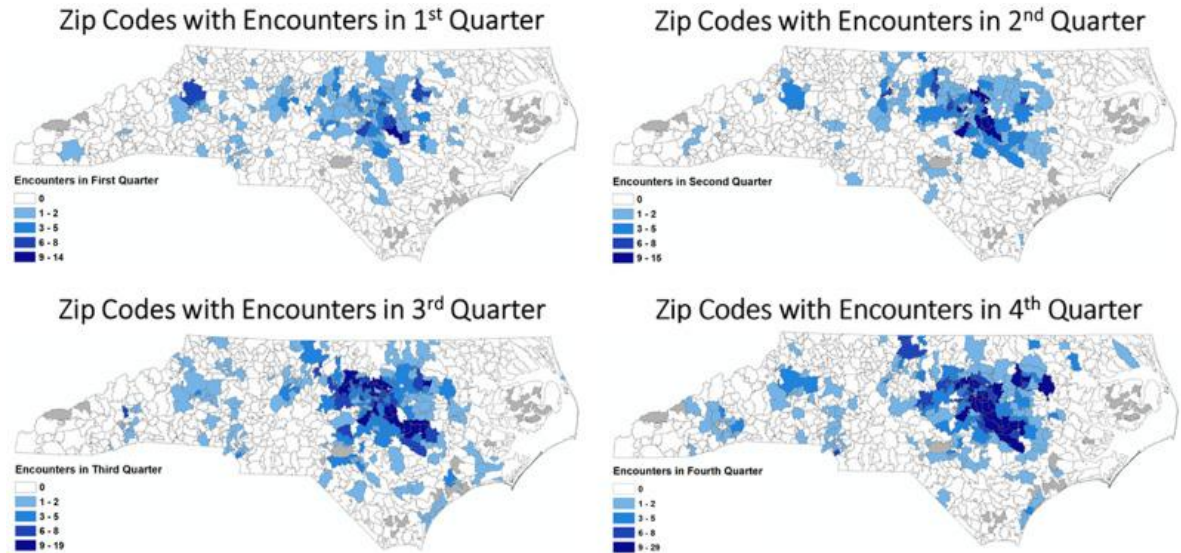 Zip Codes with Encounters in 1st Quarter
Encounters in First Quarter
0
1 - 2
3 - 5
6 - 8
9 - 14
Zip Codes with Encounters in 2nd Quarter
Encounters in Second Quarter
0
1 - 2
3 - 5
6 - 8
9 - 15
Zip Codes with Encounters in 3rd Quarter
Encounters in Third Quarter
0
1 - 2
3 - 5
6 - 8
9 - 19
Zip Codes with Encounters in 4th Quarter
Encounters in Fourth Quarter
0
1 - 2
3 - 5
6 - 8
9 - 29